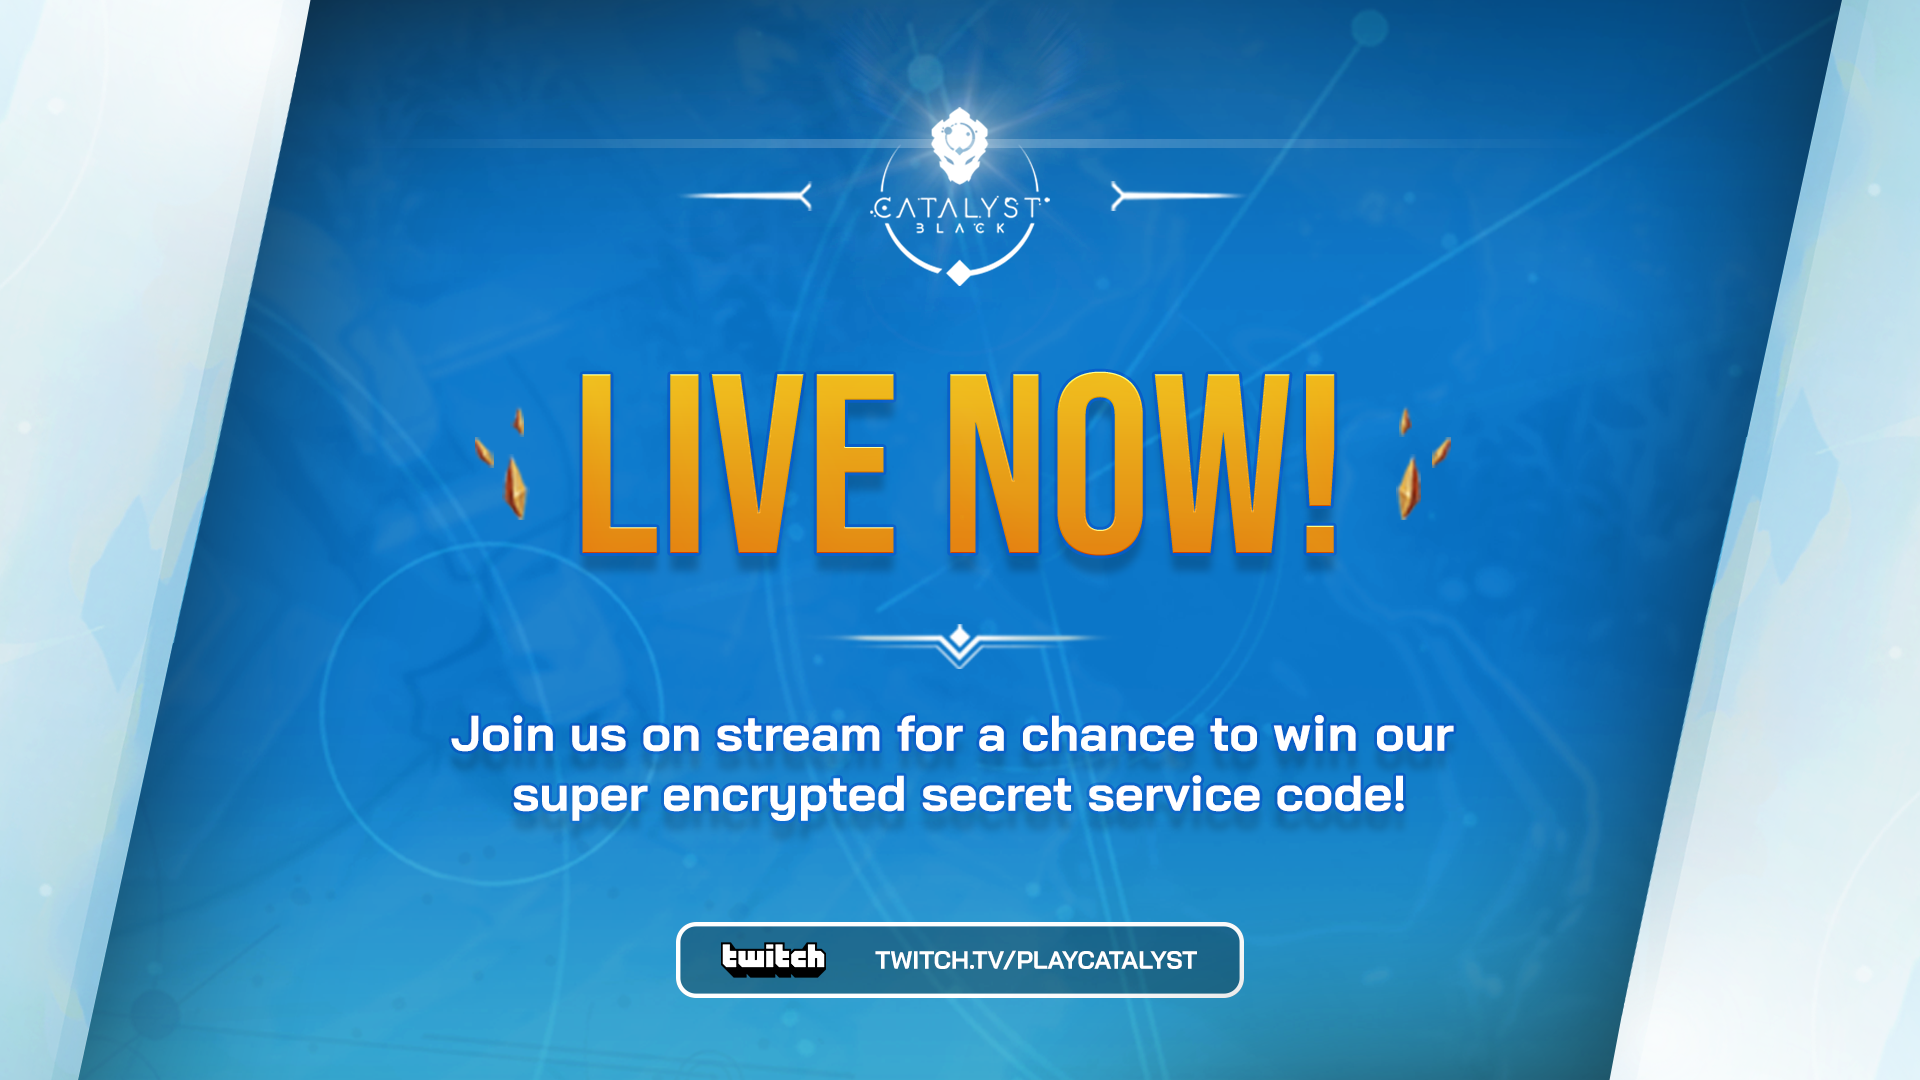 CATALYST
BLACK
LIVE NOW!
Join us on stream for a chance to win our
super encrypted secret service code!
twitch TWITCH.TV/PLAYCATALYST